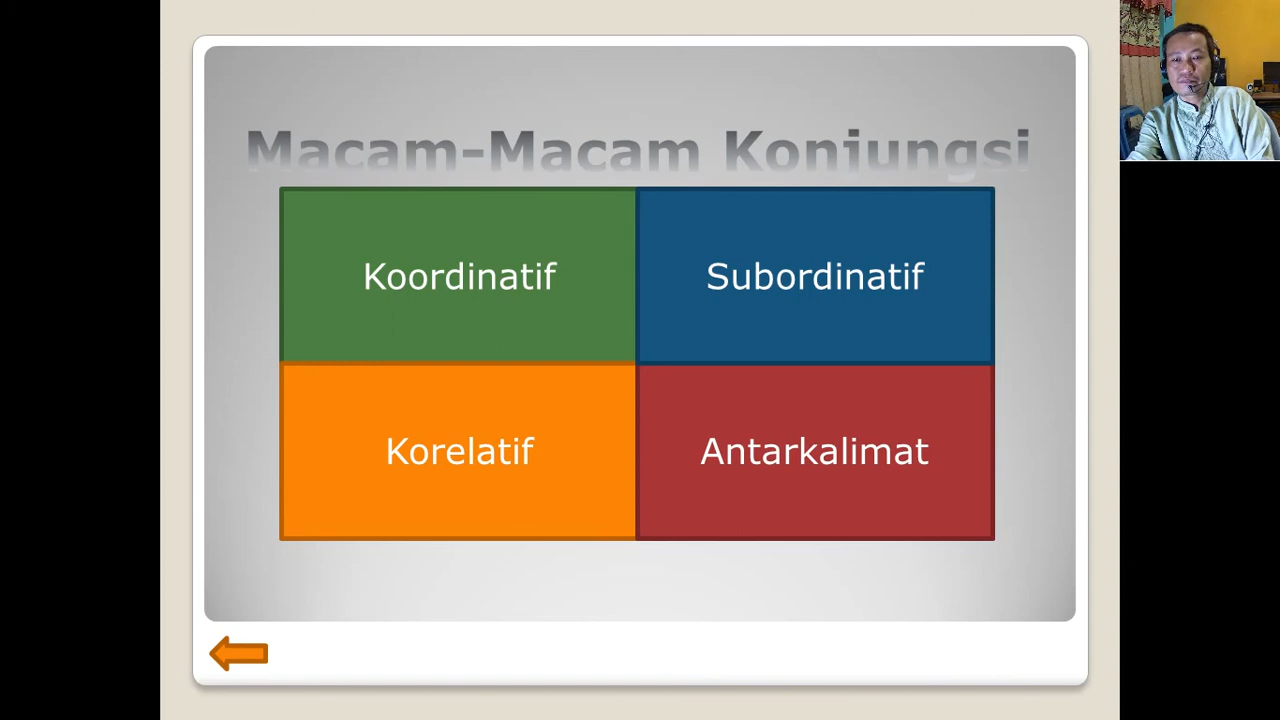 Macam-Macam Konjungsi
Koordinatif
Subordinatif
Korelatif
Antarkalimat